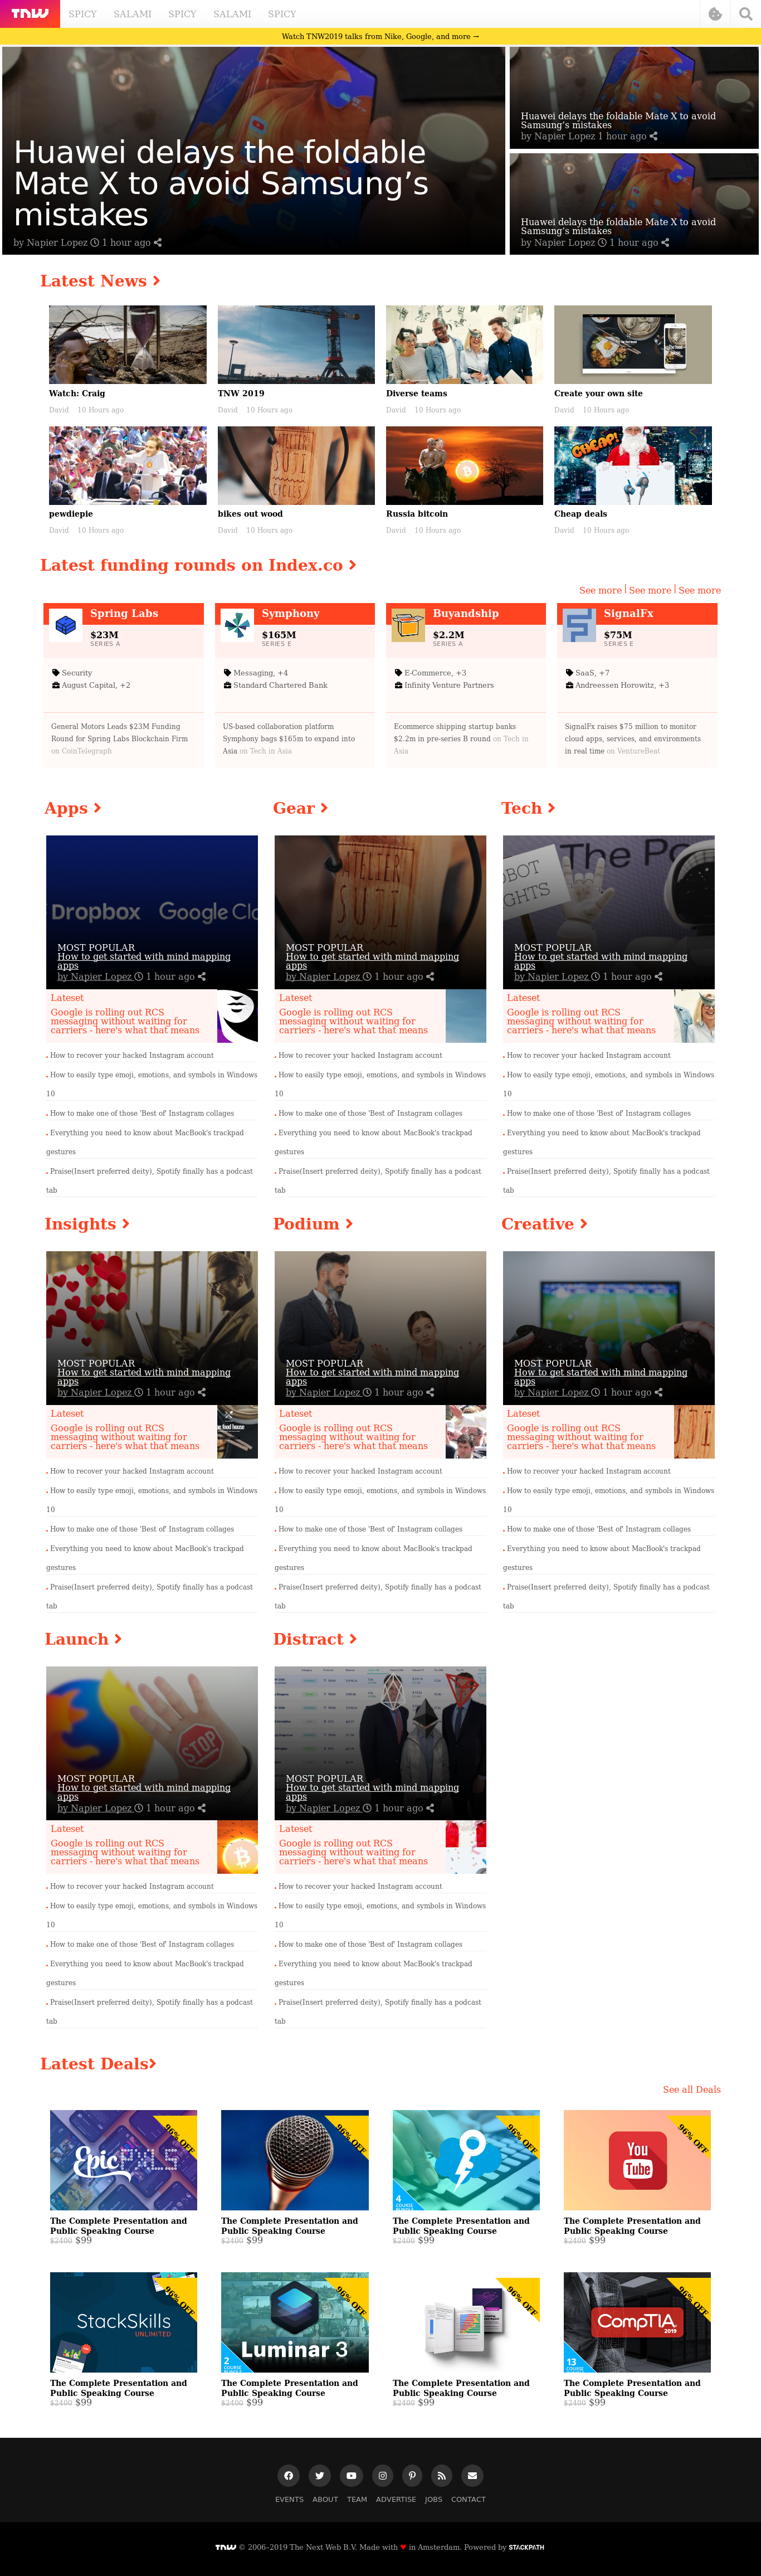 TNW SPICY SALAMI SPICY SALAMI SPICY
Watch TNW2019 talks from Nike, Google, and more →
Huawei delays the foldable
Mate X to avoid Samsung's
mistakes
by Napier Lopez 1 hour ago
Huawei delays the foldable Mate X to avoid
Samsung's mistakes
by Napier Lopez 1 hour ago
Huawei delays the foldable Mate X to avoid
Samsung's mistakes
by Napier Lopez 1 hour ago
Latest News
Watch: Craig
David 10 Hours ago
TNW 2019
David 10 Hours ago
Diverse teams
David 10 Hours ago
Create your own site
David 10 Hours ago
CHEAP!
pewdiepie
David 10 Hours ago
bikes out wood
David 10 Hours ago
Russia bitcoin
David 10 Hours ago
Cheap deals
David 10 Hours ago
Latest funding rounds on Index.co
See more | See more | See more
Spring Labs
$23M
SERIES A
Security
August Capital, +2
General Motors Leads $23M Funding
Round for Spring Labs Blockchain Firm
on CoinTelegraph
Symphony
$165M
SERIES E
Messaging, +4
Standard Chartered Bank
US-based collaboration platform
Symphony bags $165m to expand into
Asia on Tech in Asia
Buyandship
$2.2M
SERIES A
E-Commerce, +3
Infinity Venture Partners
Ecommerce shipping startup banks
$2.2m in pre-series B round on Tech in
Asia
SignalFx
$75M
SERIES E
SaaS, +7
Andreessen Horowitz, +3
SignalFx raises $75 million to monitor
cloud apps, services, and environments
in real time on VentureBeat
Apps
Dropbox Google Clo
MOST POPULAR
How to get started with mind mapping
apps
by Napier Lopez 1 hour ago
Lateset
Google is rolling out RCS
messaging without waiting for
carriers - here's what that means
. How to recover your hacked Instagram account
. How to easily type emoji, emotions, and symbols in Windows
10
. How to make one of those 'Best of' Instagram collages
. Everything you need to know about MacBook's trackpad
gestures
. Praise(Insert preferred deity), Spotify finally has a podcast
tab
Gear
MOST POPULAR
How to get started with mind mapping
apps
by Napier Lopez 1 hour ago
Lateset
Google is rolling out RCS
messaging without waiting for
carriers - here's what that means
. How to recover your hacked Instagram account
. How to easily type emoji, emotions, and symbols in Windows
10
. How to make one of those 'Best of' Instagram collages
. Everything you need to know about MacBook's trackpad
gestures
. Praise(Insert preferred deity), Spotify finally has a podcast
tab
Tech
ROBOT
RIGHTS
The Po
MOST POPULAR
How to get started with mind mapping
apps
by Napier Lopez 1 hour ago
Lateset
Google is rolling out RCS
messaging without waiting for
carriers - here's what that means
. How to recover your hacked Instagram account
. How to easily type emoji, emotions, and symbols in Windows
10
. How to make one of those 'Best of' Instagram collages
. Everything you need to know about MacBook's trackpad
gestures
. Praise(Insert preferred deity), Spotify finally has a podcast
tab
Insights
MOST POPULAR
How to get started with mind mapping
apps
by Napier Lopez 1 hour ago
Lateset
Google is rolling out RCS
messaging without waiting for
carriers - here's what that means
. How to recover your hacked Instagram account
. How to easily type emoji, emotions, and symbols in Windows
10
. How to make one of those 'Best of' Instagram collages
. Everything you need to know about MacBook's trackpad
gestures
. Praise(Insert preferred deity), Spotify finally has a podcast
tab
Podium
MOST POPULAR
How to get started with mind mapping
apps
by Napier Lopez 1 hour ago
Lateset
Google is rolling out RCS
messaging without waiting for
carriers - here's what that means
. How to recover your hacked Instagram account
. How to easily type emoji, emotions, and symbols in Windows
10
. How to make one of those 'Best of' Instagram collages
. Everything you need to know about MacBook's trackpad
gestures
. Praise(Insert preferred deity), Spotify finally has a podcast
tab
Creative
MOST POPULAR
How to get started with mind mapping
apps
by Napier Lopez 1 hour ago
Lateset
Google is rolling out RCS
messaging without waiting for
carriers - here's what that means
. How to recover your hacked Instagram account
. How to easily type emoji, emotions, and symbols in Windows
10
. How to make one of those 'Best of' Instagram collages
. Everything you need to know about MacBook's trackpad
gestures
. Praise(Insert preferred deity), Spotify finally has a podcast
tab
Launch
STOP
MOST POPULAR
How to get started with mind mapping
apps
by Napier Lopez 1 hour ago
Lateset
Google is rolling out RCS
messaging without waiting for
carriers - here's what that means
. How to recover your hacked Instagram account
. How to easily type emoji, emotions, and symbols in Windows
10
. How to make one of those 'Best of' Instagram collages
. Everything you need to know about MacBook's trackpad
gestures
. Praise(Insert preferred deity), Spotify finally has a podcast
tab
Distract
MOST POPULAR
How to get started with mind mapping
apps
by Napier Lopez 1 hour ago
Lateset
Google is rolling out RCS
messaging without waiting for
carriers - here's what that means
. How to recover your hacked Instagram account
. How to easily type emoji, emotions, and symbols in Windows
10
. How to make one of those 'Best of' Instagram collages
. Everything you need to know about MacBook's trackpad
gestures
. Praise(Insert preferred deity), Spotify finally has a podcast
tab
Latest Deals
See all Deals
Epic PXLS
96% OFF
The Complete Presentation and
Public Speaking Course
$2400 $99
96% OFF
The Complete Presentation and
Public Speaking Course
$2400 $99
96% OFF
4
COURSE
BUNDLE
The Complete Presentation and
Public Speaking Course
$2400 $99
You
Tube
96% OFF
The Complete Presentation and
Public Speaking Course
$2400 $99
StackSkills
UNLIMITED
96% OFF
The Complete Presentation and
Public Speaking Course
$2400 $99
Luminar 3
96% OFF
2
COURSE
BUNDLE
The Complete Presentation and
Public Speaking Course
$2400 $99
96% OFF
The Complete Presentation and
Public Speaking Course
$2400 $99
CompTIA
2019
96% OFF
13
COURSE
BUNDLE
The Complete Presentation and
Public Speaking Course
$2400 $99
EVENTS ABOUT TEAM ADVERTISE JOBS CONTACT
TNW © 2006–2019 The Next Web B.V. Made with ♥ in Amsterdam. Powered by STACKPATH